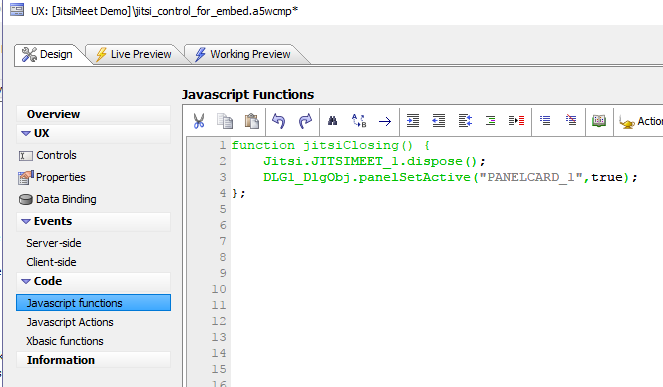 UX: [JitsiMeet Demo]\jitsi_control_for_embed.a5wcmp*
Design Live Preview Working Preview
Javascript Functions
Overview
UX
Controls
Properties
Data Binding
Events
Server-side
Client-side
Code
Javascript functions
Javascript Actions
Xbasic functions
Information
Action
1 function jitsiClosing() {
2 Jitsi.JITSIMEET_1.dispose();
3 DLG1_DlgObj.panelSetActive("PANELCARD_1",true);
4 };
5
6
7
8
9
10
11
12
13
14
15
16